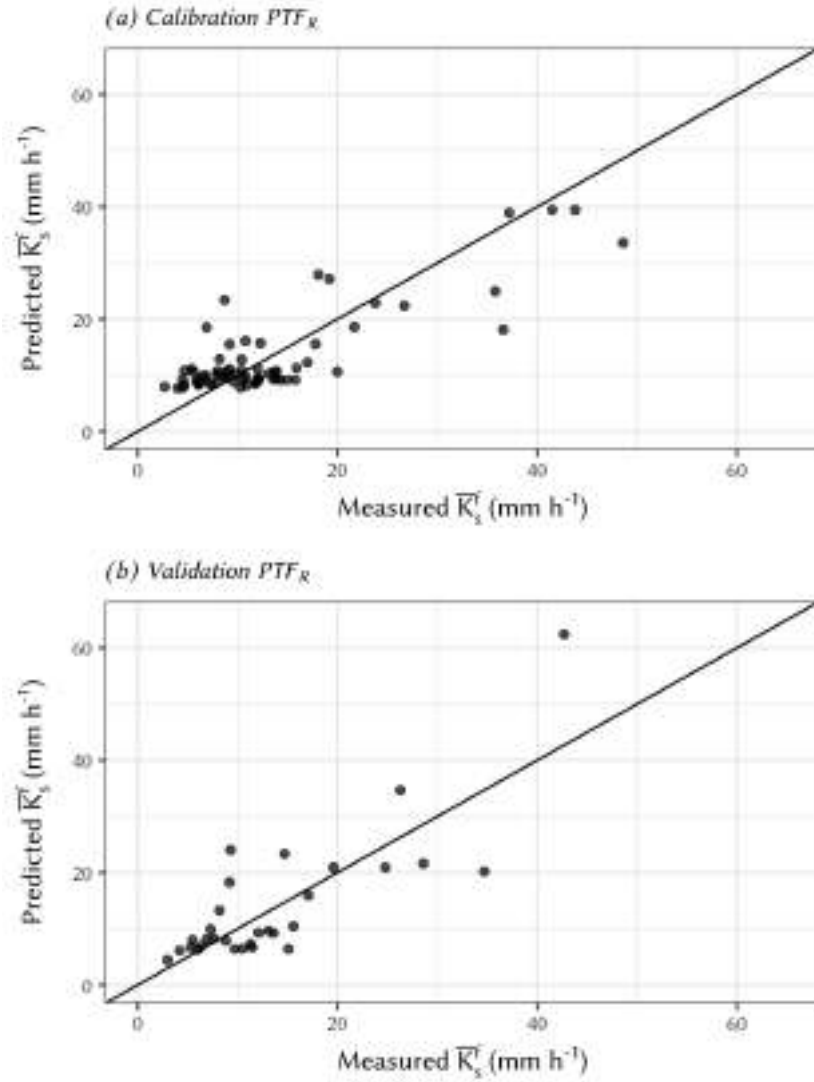 (a) Calibration PTF_R
60
40
20
0
Predicted K̅_s^f (mm h⁻¹)
0 20 40 60
Measured K̅_s^f (mm h⁻¹)
(b) Validation PTF_R
60
40
20
0
Predicted K̅_s^f (mm h⁻¹)
0 20 40 60
Measured K̅_s^f (mm h⁻¹)